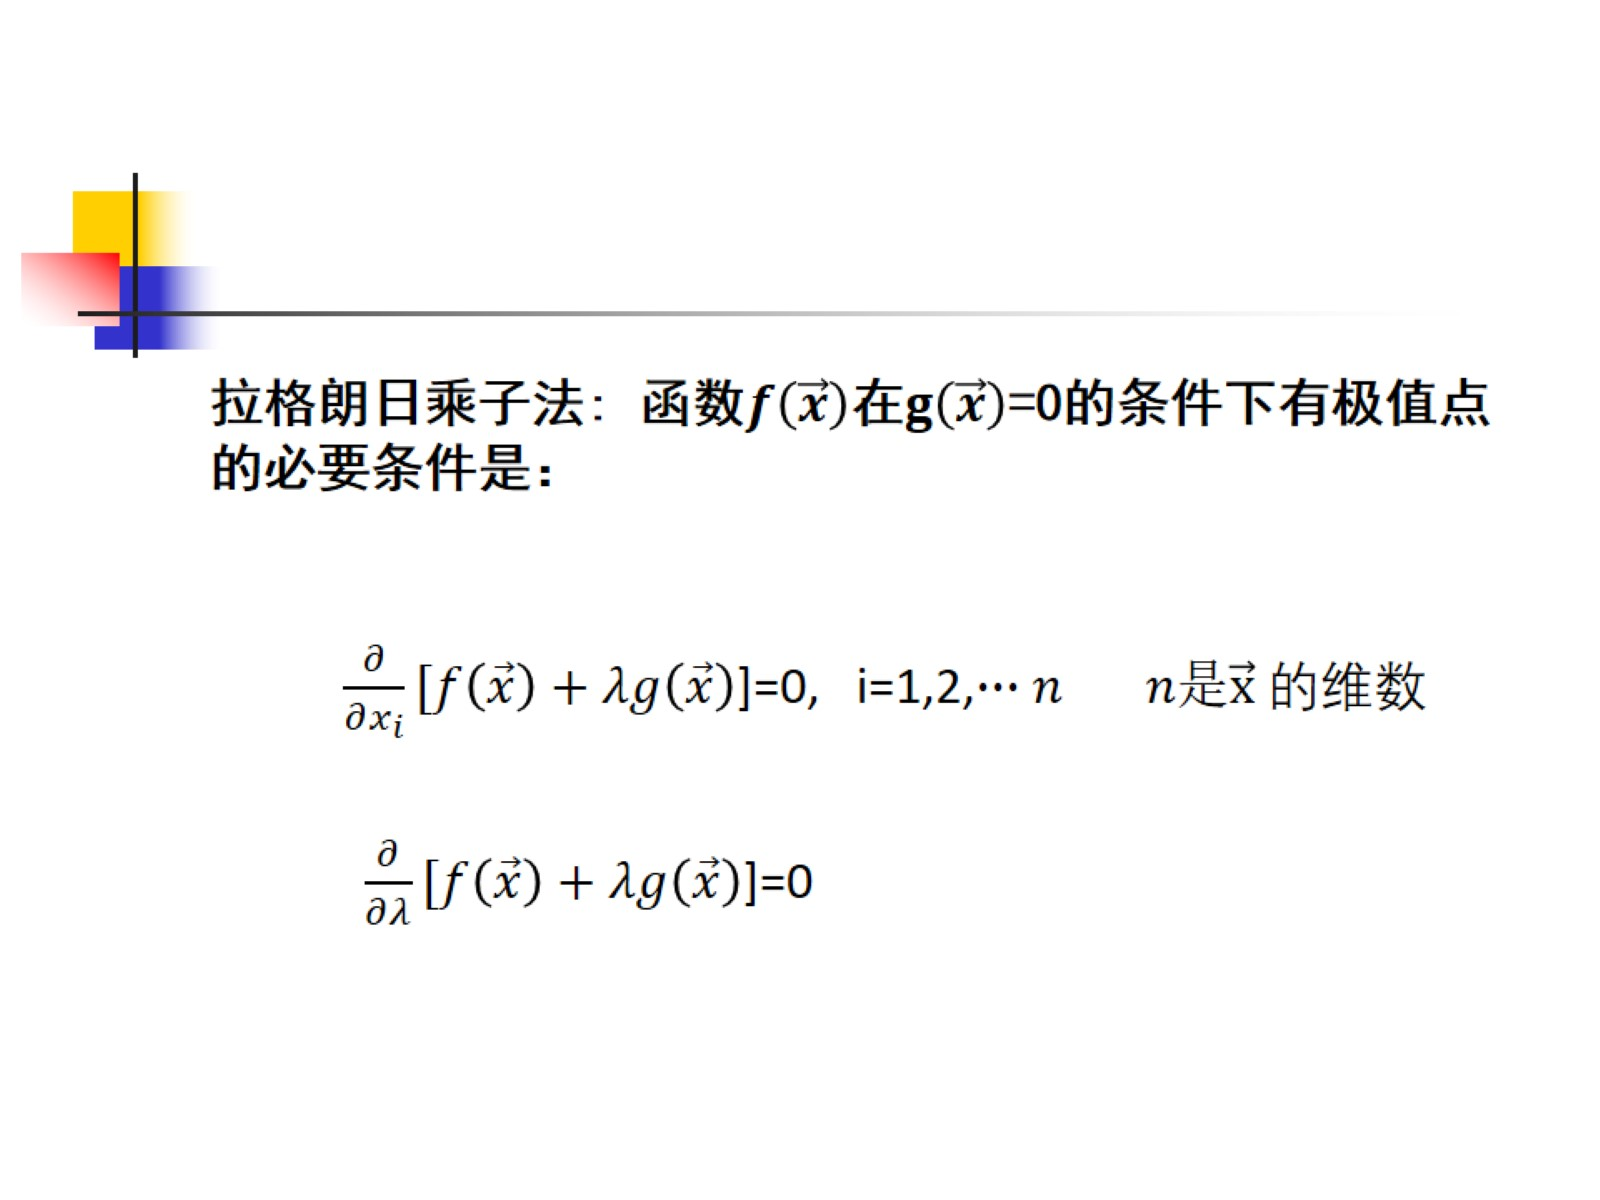 拉格朗日乘子法：函数𝒇(𝒙⃗)在𝐠(𝒙⃗)=0的条件下有极值点
的必要条件是：
∂/∂xᵢ [f(x⃗) + λg(x⃗)]=0, i=1,2,⋯ n n是x⃗ 的维数
∂/∂λ [f(x⃗) + λg(x⃗)]=0